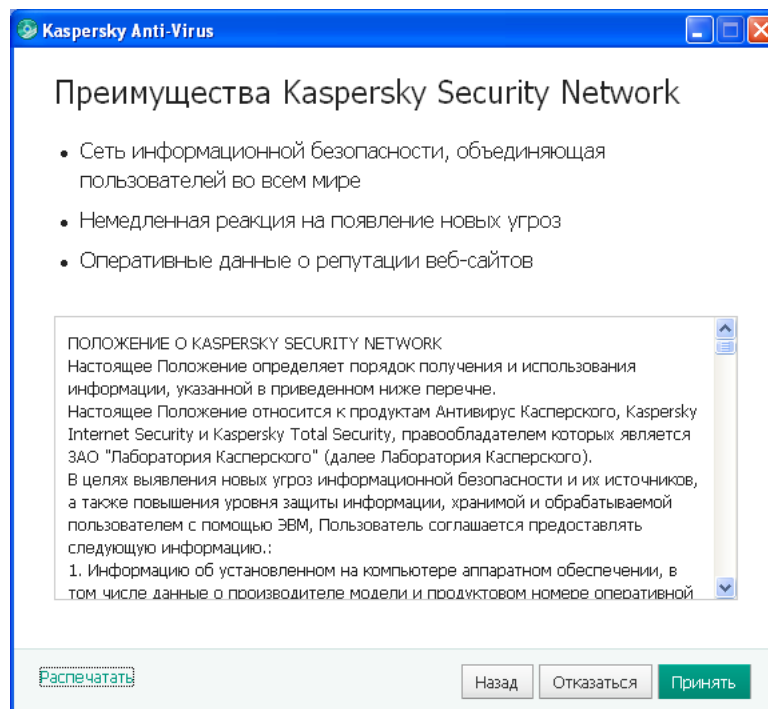 Kaspersky Anti-Virus
Преимущества Kaspersky Security Network
• Сеть информационной безопасности, объединяющая
пользователей во всем мире
• Немедленная реакция на появление новых угроз
• Оперативные данные о репутации веб-сайтов
ПОЛОЖЕНИЕ О KASPERSKY SECURITY NETWORK
Настоящее Положение определяет порядок получения и использования
информации, указанной в приведенном ниже перечне.
Настоящее Положение относится к продуктам Антивирус Касперского, Kaspersky
Internet Security и Kaspersky Total Security, правообладателем которых является
ЗАО "Лаборатория Касперского" (далее Лаборатория Касперского).
В целях выявления новых угроз информационной безопасности и их источников,
а также повышения уровня защиты информации, хранимой и обрабатываемой
пользователем с помощью ЭВМ, Пользователь соглашается предоставлять
следующую информацию.:
1. Информацию об установленном на компьютере аппаратном обеспечении, в
том числе данные о производителе модели и продуктовом номере оперативной
Распечатать
Назад
Отказаться
Принять